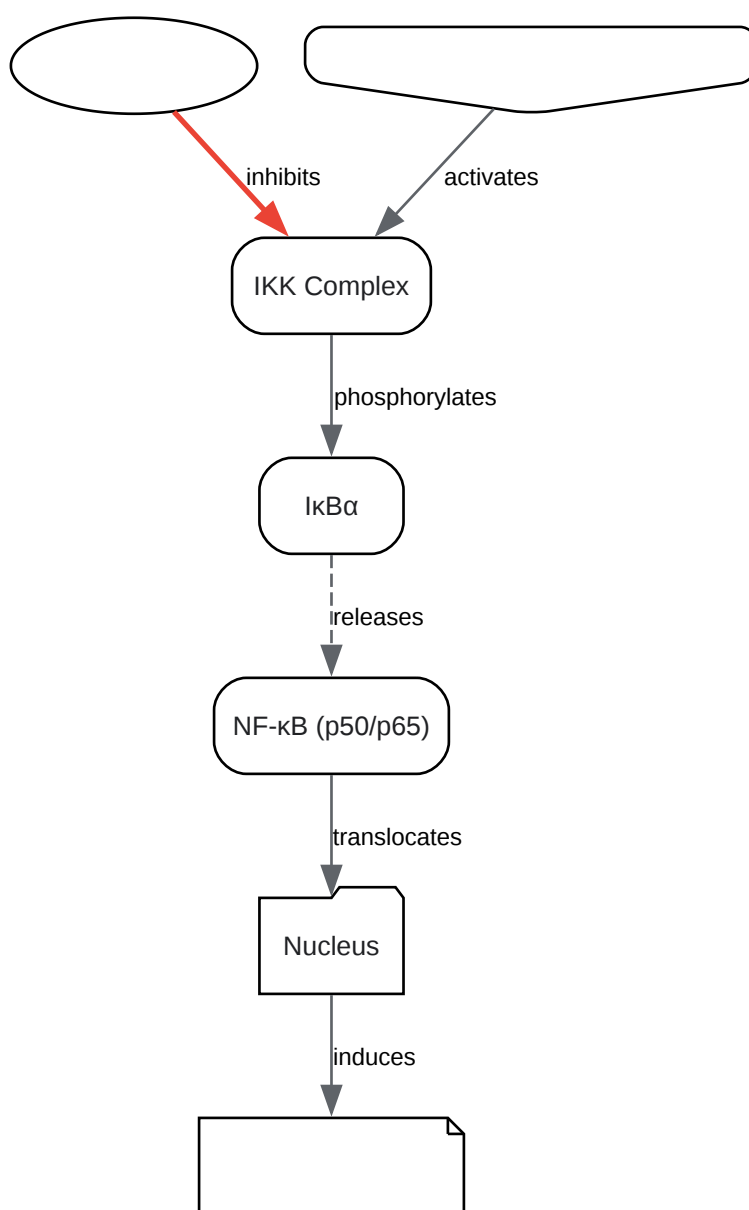 inhibits
activates
IKK Complex
phosphorylates
IκBα
releases
NF-κB (p50/p65)
translocates
Nucleus
induces